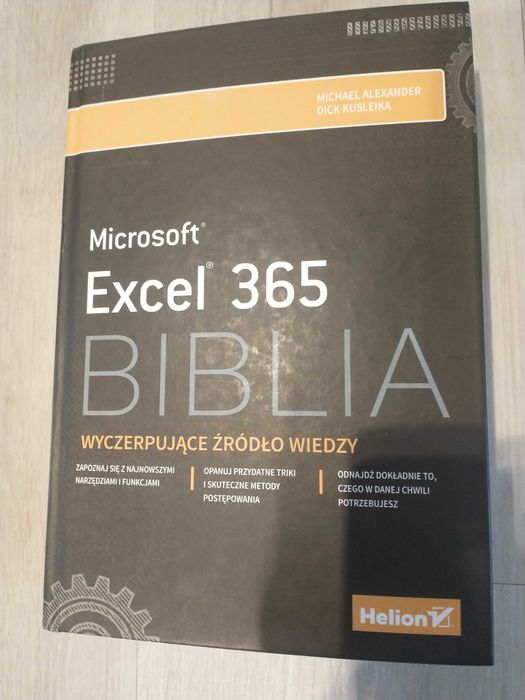 MICHAEL ALEXANDER
DICK KUSLEIKA
Microsoft®
Excel® 365
BIBLIA
WYCZERPUJĄCE ŹRÓDŁO WIEDZY
ZAPOZNAJ SIĘ Z NAJNOWSZYMI
NARZĘDZIAMI I FUNKCJAMI
OPANUJ PRZYDATNE TRIKI
I SKUTECZNE METODY
POSTĘPOWANIA
ODNAJDŹ DOKŁADNIE TO,
CZEGO W DANEJ CHWILI
POTRZEBUJESZ
Helion